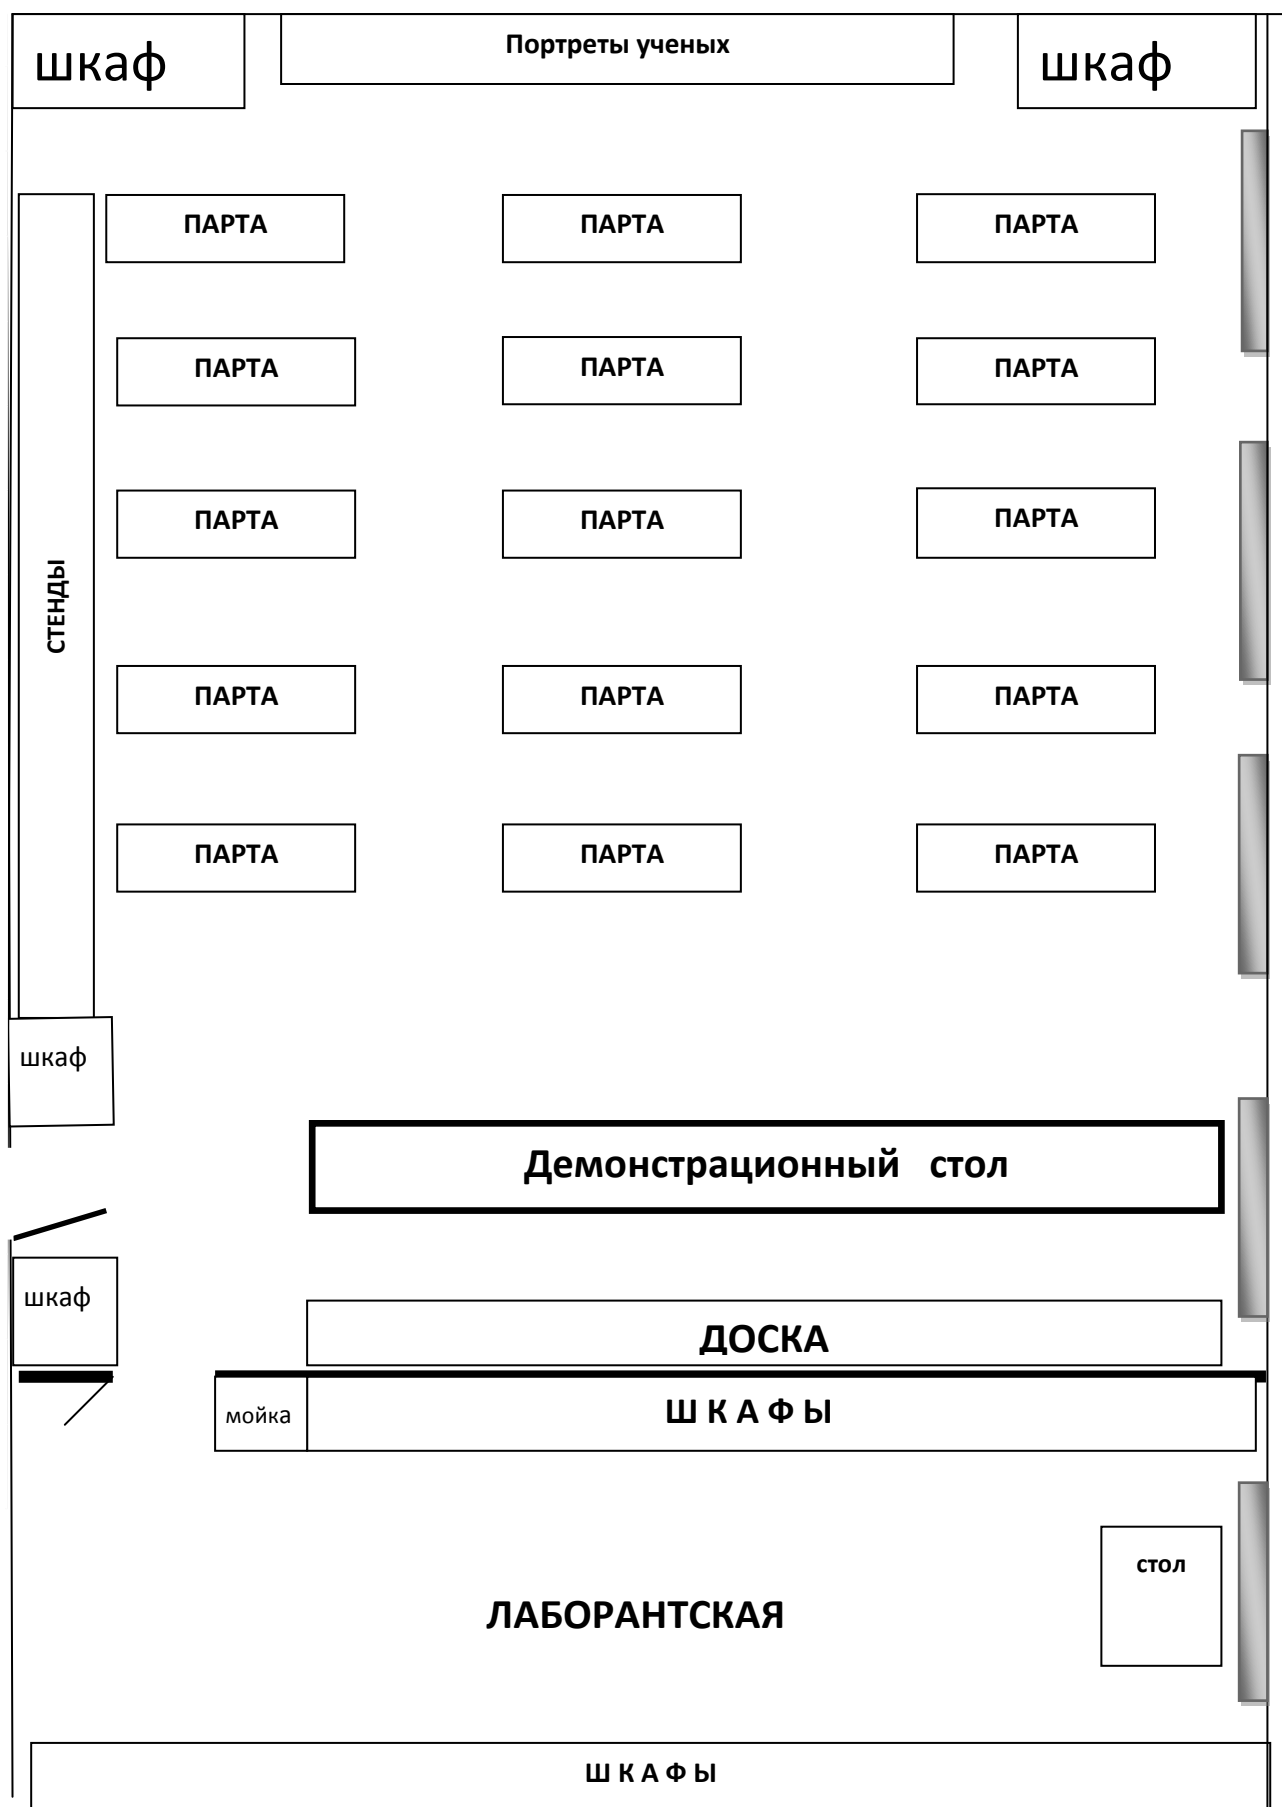 шкаф
Портреты ученых
шкаф
ПАРТА
ПАРТА
ПАРТА
ПАРТА
ПАРТА
ПАРТА
ПАРТА
ПАРТА
ПАРТА
СТЕНДЫ
ПАРТА
ПАРТА
ПАРТА
ПАРТА
ПАРТА
ПАРТА
шкаф
Демонстрационный стол
шкаф
ДОСКА
мойка
Ш К А Ф Ы
стол
ЛАБОРАНТСКАЯ
Ш К А Ф Ы